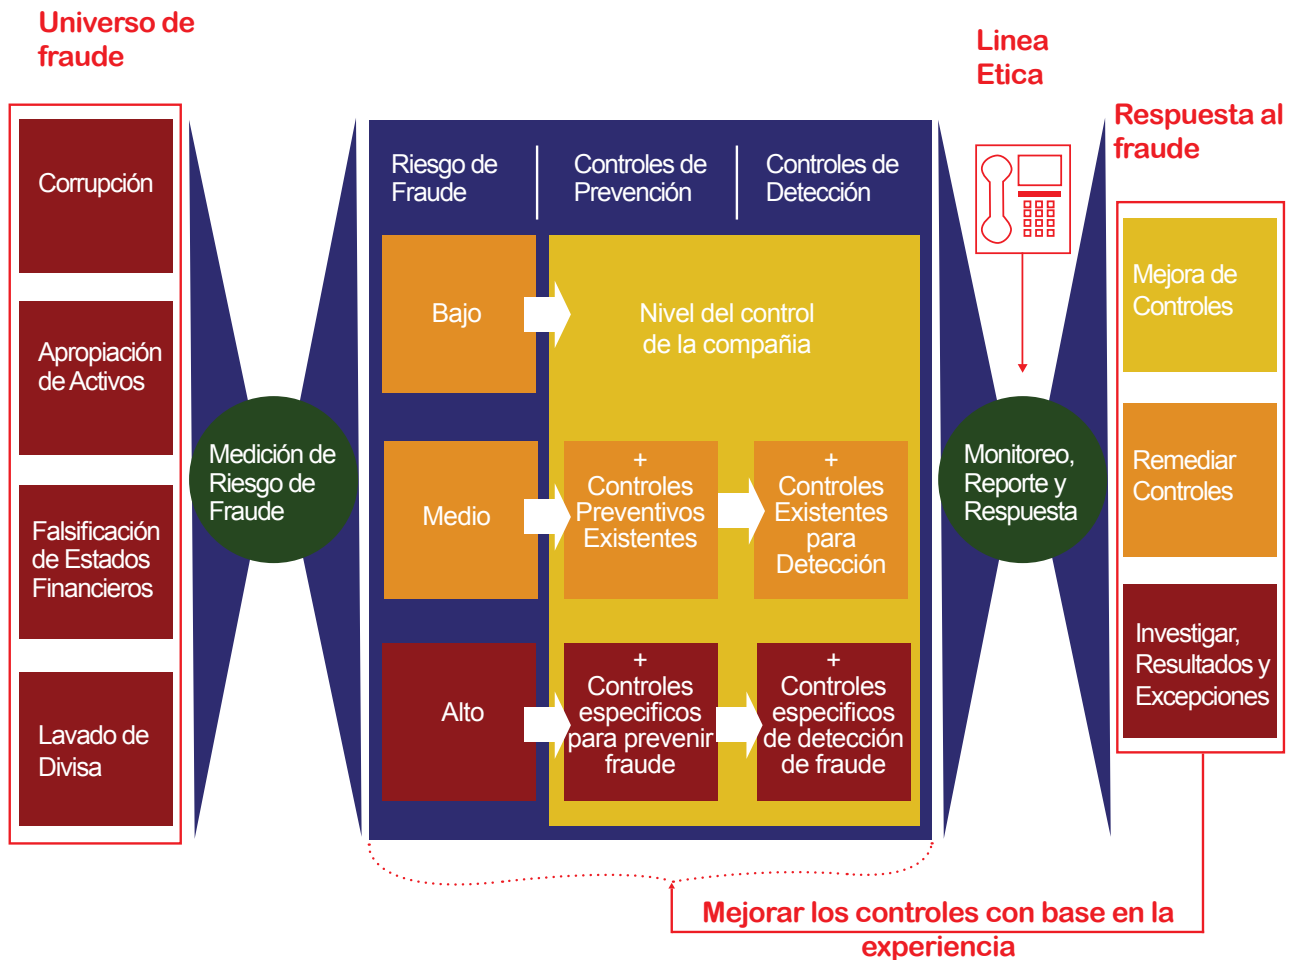 Universo de
fraude
Corrupción
Apropiación
de Activos
Falsificación
de Estados
Financieros
Lavado de
Divisa
Medición de
Riesgo de
Fraude
Riesgo de
Fraude
Controles de
Prevención
Controles de
Detección
Bajo
Nivel del control
de la compañia
Medio
+
Controles
Preventivos
Existentes
+
Controles
Existentes
para
Detección
Alto
+
Controles
especificos
para prevenir
fraude
+
Controles
especificos
de detección
de fraude
Linea
Etica
Monitoreo,
Reporte y
Respuesta
Respuesta al
fraude
Mejora de
Controles
Remediar
Controles
Investigar,
Resultados y
Excepciones
Mejorar los controles con base en la
experiencia